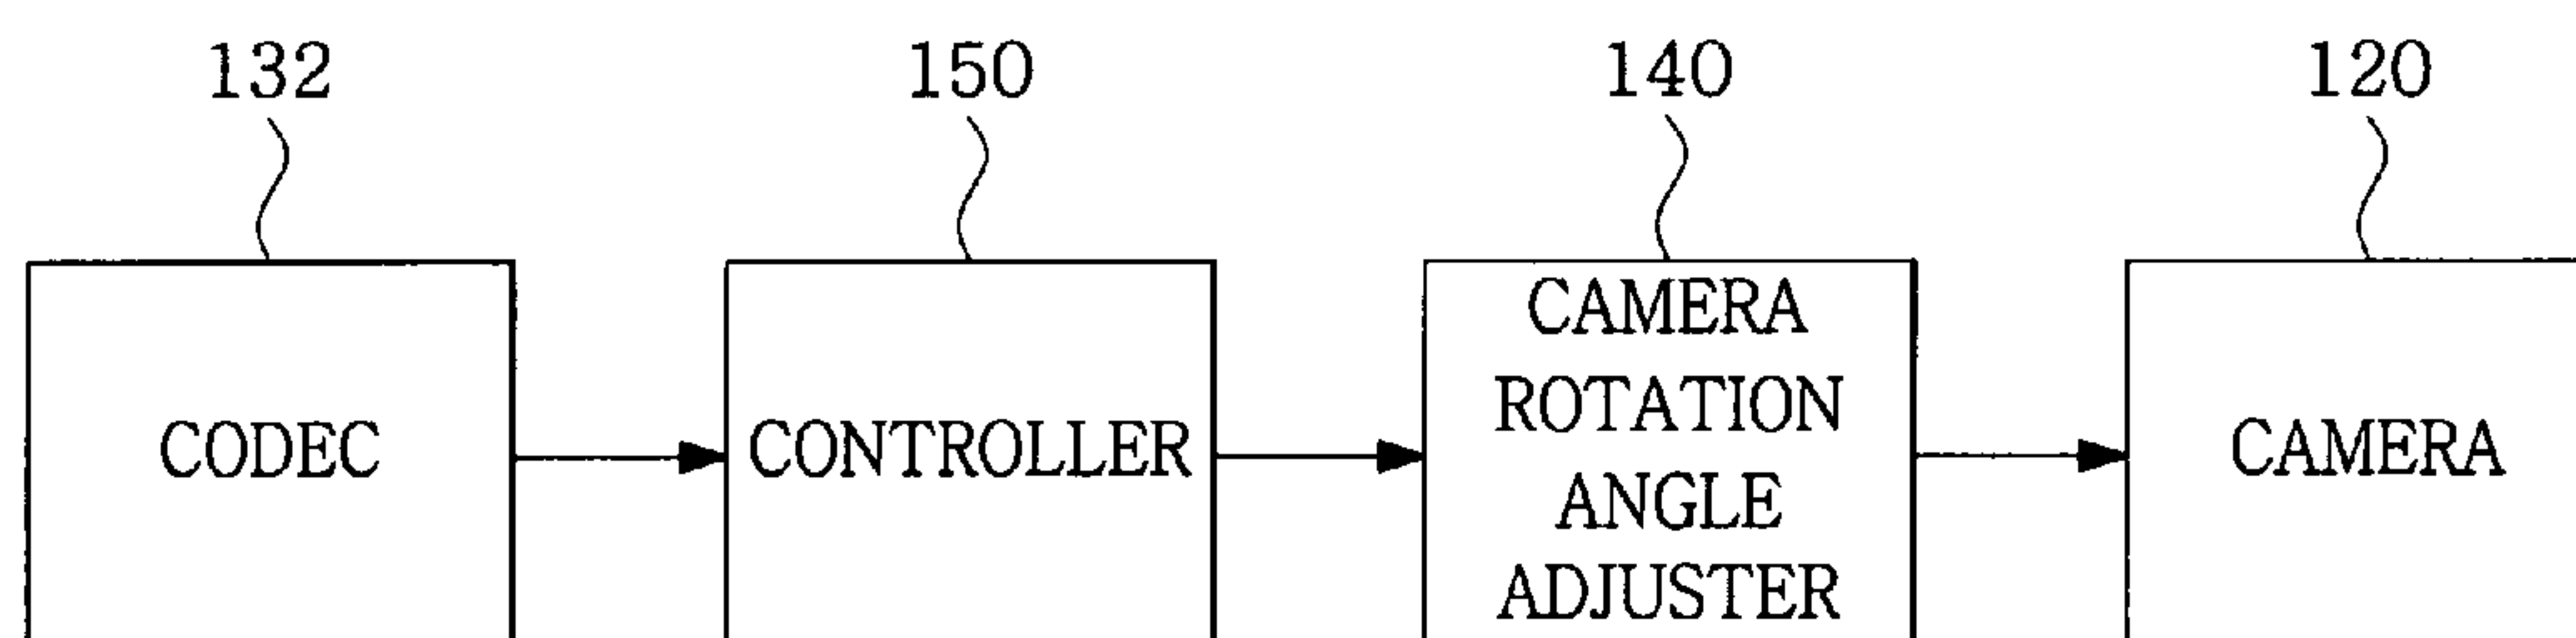 132
150
140
120
CODEC
CONTROLLER
CAMERA
ROTATION
ANGLE
ADJUSTER
CAMERA